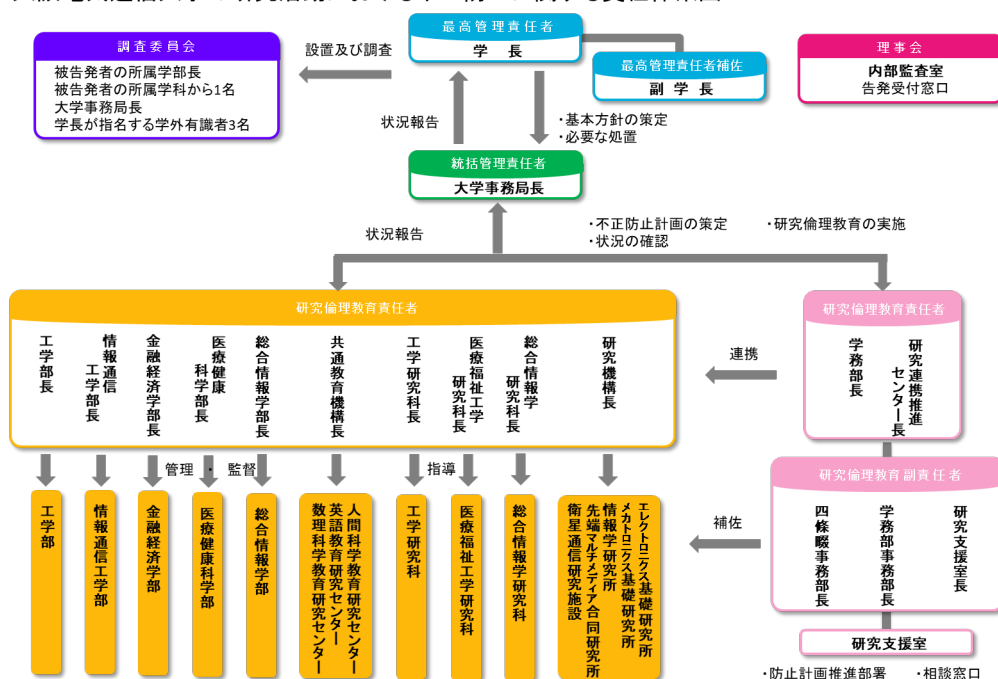 最高管理責任者
学 長
調査委員会
被告発者の所属学部長
被告発者の所属学科から1名
大学事務局長
学長が指名する学外有識者3名
設置及び調査
最高管理責任者補佐
副 学 長
理事会
内部監査室
告発受付窓口
状況報告
・基本方針の策定
・必要な処置
統括管理責任者
大学事務局長
状況報告
・不正防止計画の策定
・状況の確認
・研究倫理教育の実施
研究倫理教育責任者
工学部長
情報通信
工学部長
金融経済学部長
医療健康
科学部長
総合情報学部長
共通教育機構長
工学研究科長
医療福祉工学
研究科長
総合情報学
研究科長
研究機構長
連携
研究倫理教育責任者
学務部長
研究連携推進
センター長
管理 ・ 監督
指導
工学部
情報通信工学部
金融経済学部
医療健康科学部
総合情報学部
人間科学教育研究センター
英語教育研究センター
数理科学教育研究センター
工学研究科
医療福祉工学研究科
総合情報学研究科
エレクトロニクス基礎研究所
メカトロニクス基礎研究所
情報学研究所
先端マルチメディア合同研究所
衛星通信研究施設
補佐
研究倫理教育副責任者
四條畷事務部長
学務部事務部長
研究支援室長
研究支援室
・防止計画推進部署
・相談窓口